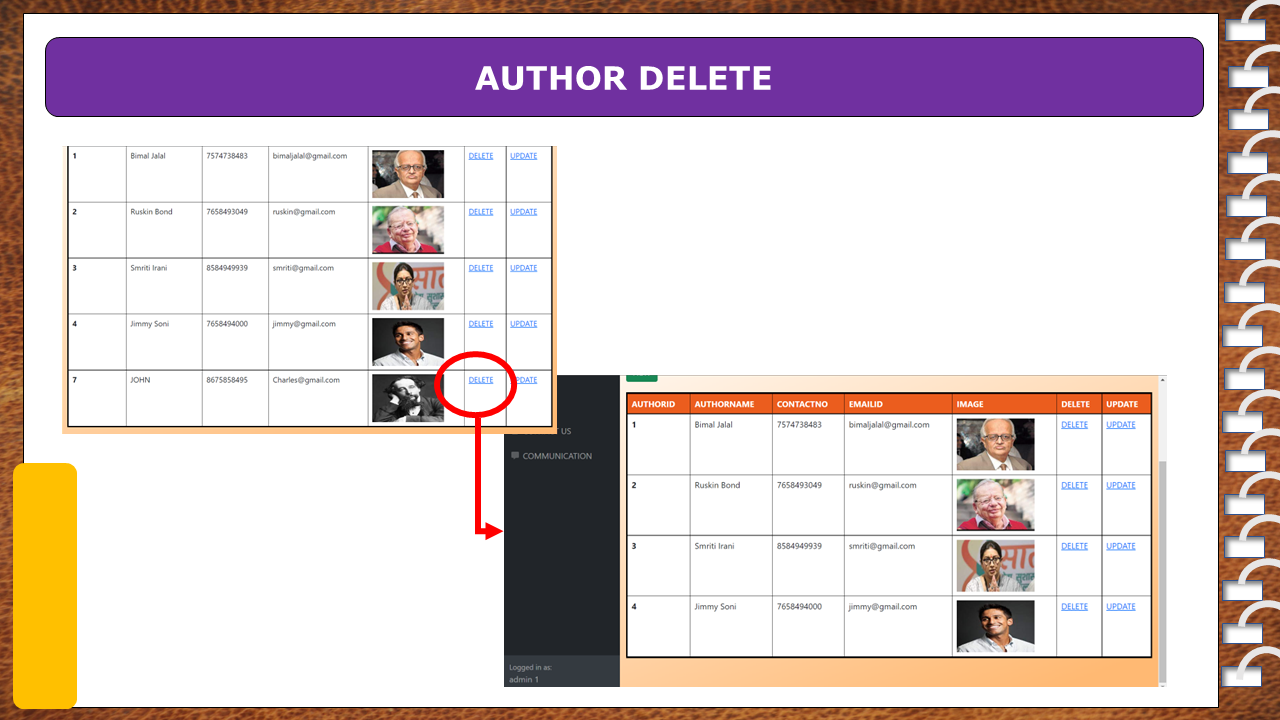 AUTHOR DELETE
1 Bimal Jalal 7574738483 bimaljalal@gmail.com DELETE UPDATE
2 Ruskin Bond 7658493049 ruskin@gmail.com DELETE UPDATE
3 Smriti Irani 8584949939 smriti@gmail.com DELETE UPDATE
4 Jimmy Soni 7658494000 jimmy@gmail.com DELETE UPDATE
7 JOHN 8675858495 Charles@gmail.com DELETE PDATE
US
COMMUNICATION
Logged in as:
admin 1
AUTHORID AUTHORNAME CONTACTNO EMAILID IMAGE DELETE UPDATE
1 Bimal Jalal 7574738483 bimaljalal@gmail.com DELETE UPDATE
2 Ruskin Bond 7658493049 ruskin@gmail.com DELETE UPDATE
3 Smriti Irani 8584949939 smriti@gmail.com DELETE UPDATE
4 Jimmy Soni 7658494000 jimmy@gmail.com DELETE UPDATE